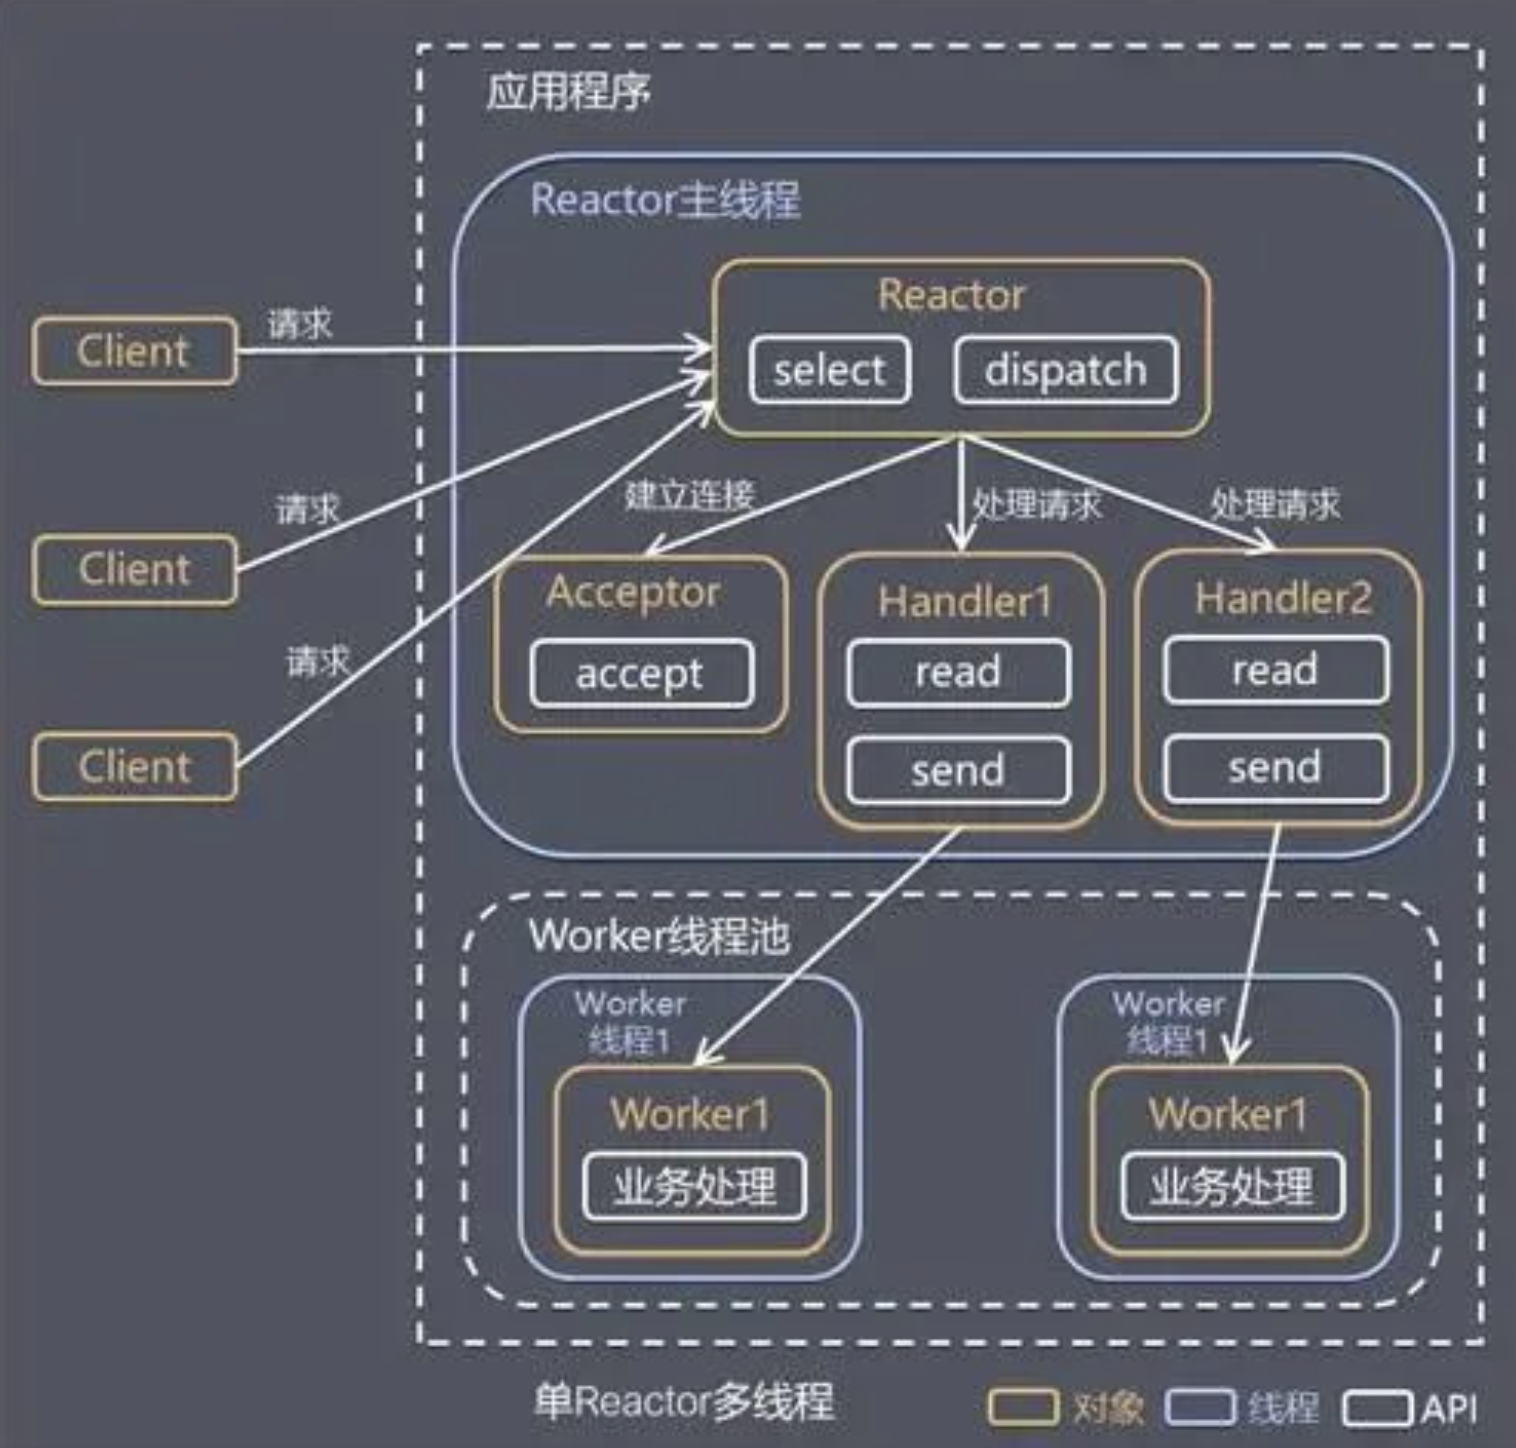 应用程序
Reactor主线程
Reactor
select
dispatch
Client
请求
Client
请求
Client
请求
建立连接
处理请求
处理请求
Acceptor
accept
Handler1
read
send
Handler2
read
send
Worker线程池
Worker
线程1
Worker1
业务处理
Worker
线程1
Worker1
业务处理
单Reactor多线程
对象
线程
API